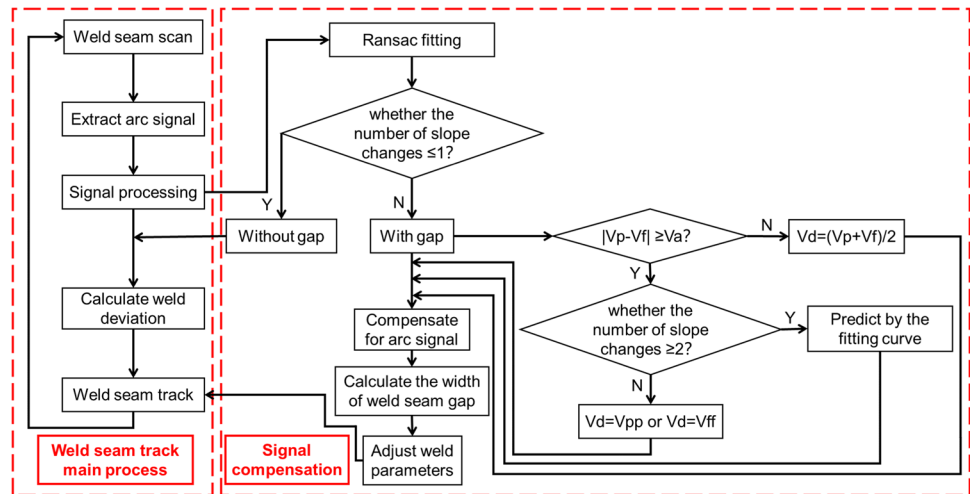 Weld seam scan
Extract arc signal
Signal processing
Calculate weld
deviation
Weld seam track
Weld seam track
main process
Ransac fitting
whether the
number of slope
changes ≤1?
Y
N
Without gap
With gap
|Vp-Vf| ≥Va?
N
Vd=(Vp+Vf)/2
Y
whether the
number of slope
changes ≥2?
Y
Predict by the
fitting curve
N
Vd=Vpp or Vd=Vff
Compensate
for arc signal
Calculate the width
of weld seam gap
Adjust weld
parameters
Signal
compensation